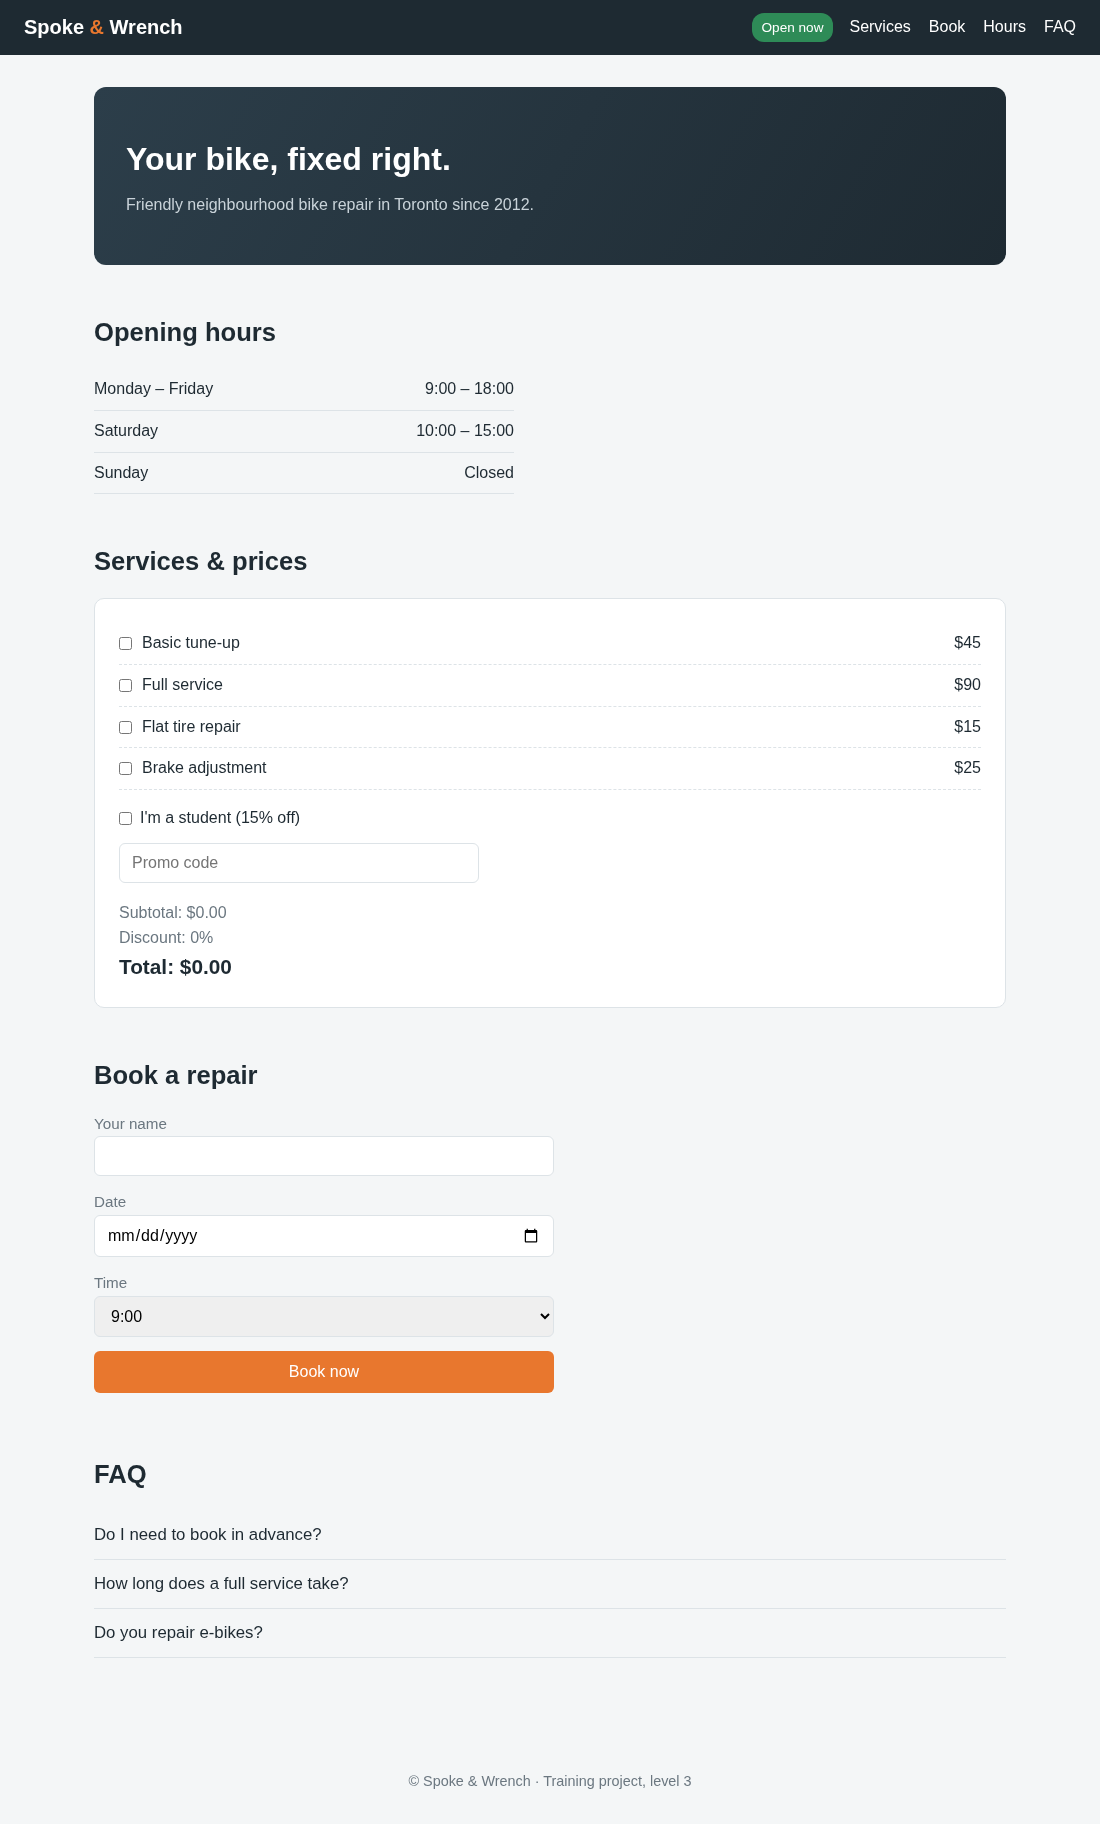 Spoke & Wrench
Open now Services Book Hours FAQ
Your bike, fixed right.
Friendly neighbourhood bike repair in Toronto since 2012.
Opening hours
Monday – Friday 9:00 – 18:00
Saturday 10:00 – 15:00
Sunday Closed
Services & prices
Basic tune-up $45
Full service $90
Flat tire repair $15
Brake adjustment $25
I'm a student (15% off)
Promo code
Subtotal: $0.00
Discount: 0%
Total: $0.00
Book a repair
Your name
Date
mm/dd/yyyy
Time
9:00
Book now
FAQ
Do I need to book in advance?
How long does a full service take?
Do you repair e-bikes?
© Spoke & Wrench · Training project, level 3